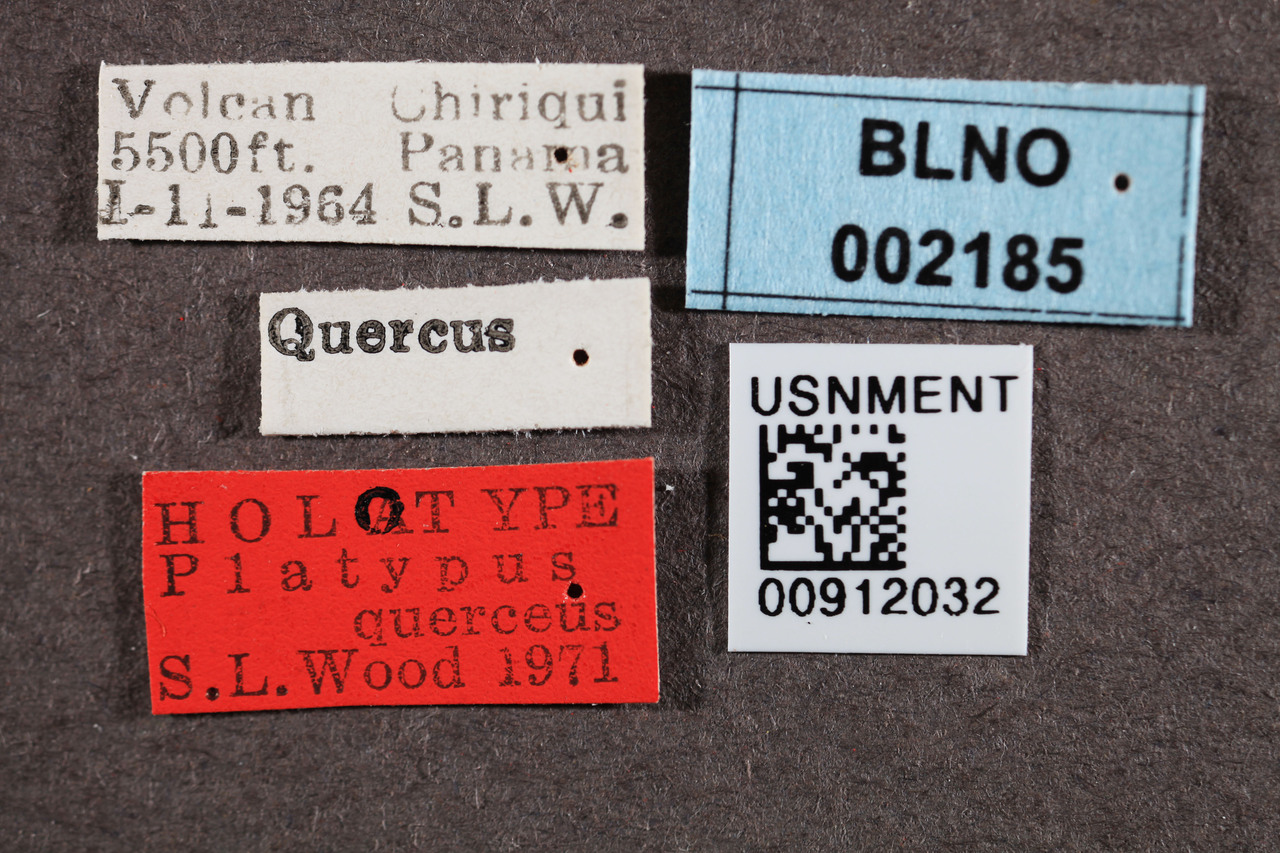 Volcan Chiriqui
5500ft. Panama
I-11-1964 S.L.W.
Quercus
HOLOTYPE
Platypus
querceus
S.L.Wood 1971
BLNO
002185
USNMENT
00912032